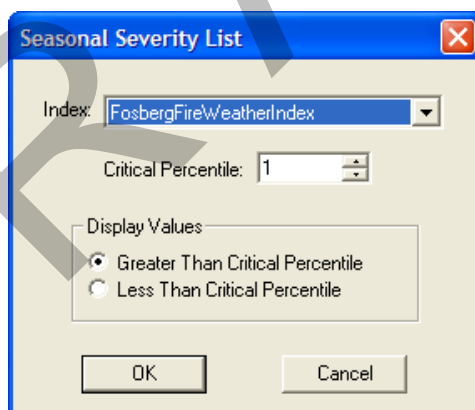 Seasonal Severity List
Index: FosbergFireWeatherIndex
Critical Percentile: 1
Display Values
Greater Than Critical Percentile
Less Than Critical Percentile
OK Cancel